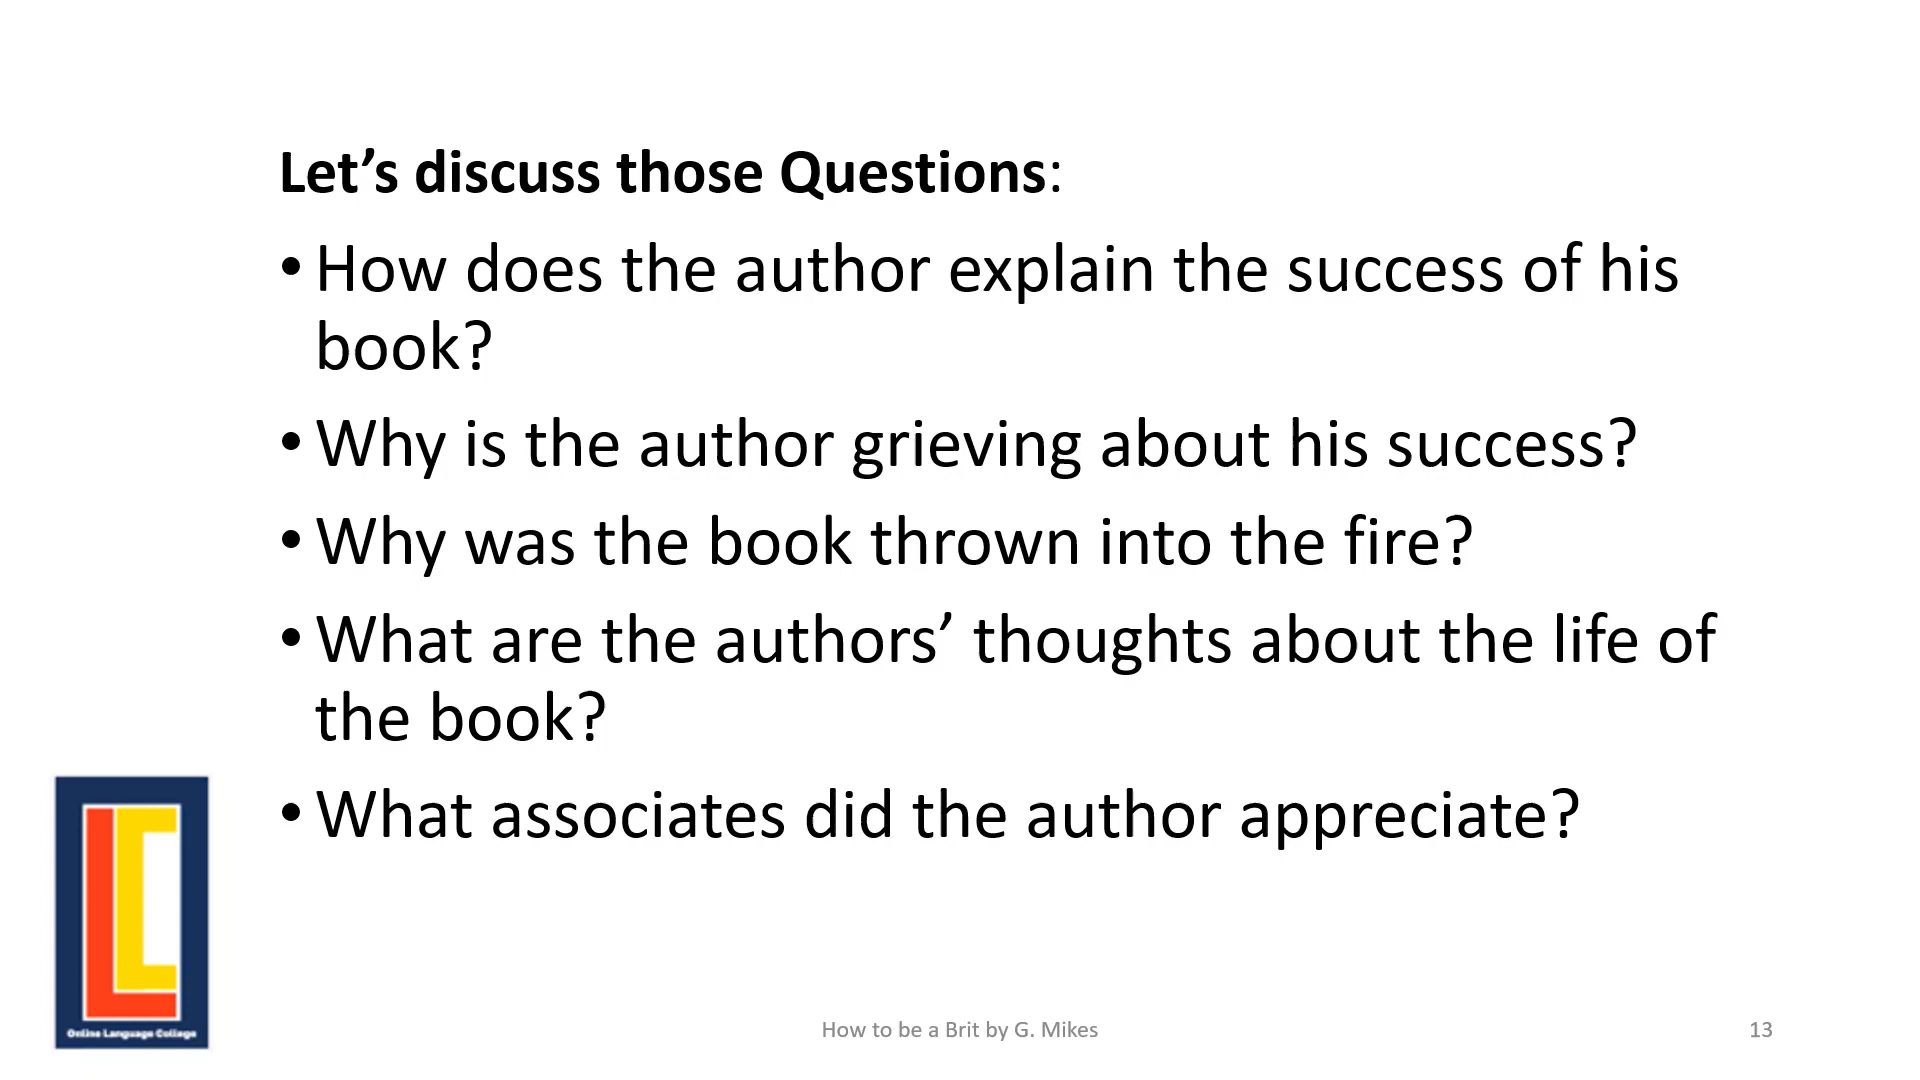 Let’s discuss those Questions:
• How does the author explain the success of his
book?
• Why is the author grieving about his success?
• Why was the book thrown into the fire?
• What are the authors’ thoughts about the life of
the book?
• What associates did the author appreciate?
Online Language College
How to be a Brit by G. Mikes
13